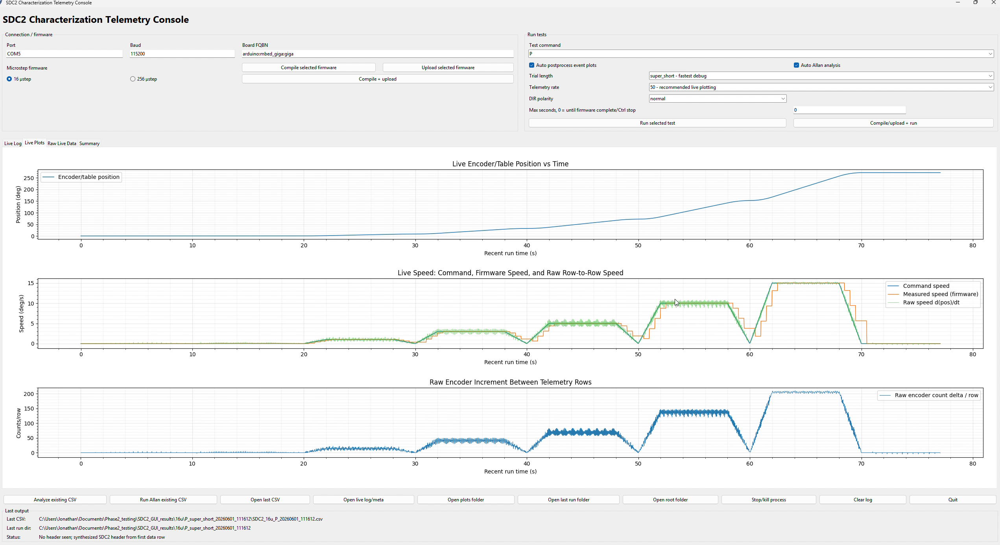 SDC2 Characterization Telemetry Console
SDC2 Characterization Telemetry Console
Connection / firmware
Port
Baud
Board FQBN
COM5
115200
arduino:mbed_giga:giga
Microstep firmware
Compile selected firmware
Upload selected firmware
16 µstep
256 µstep
Compile + upload
Run tests
Test command
P
Auto postprocess event plots
Auto Allan analysis
Trial length
super_short - fastest debug
Telemetry rate
50 - recommended live plotting
DIR polarity
normal
Max seconds, 0 = until firmware complete/Ctrl stop
0
Run selected test
Compile/upload + run
Live Log
Live Plots
Raw Live Data
Summary
Live Encoder/Table Position vs Time
Encoder/table position
Position (deg)
250
200
150
100
50
0
0 10 20 30 40 50 60 70 80
Recent run time (s)
Live Speed: Command, Firmware Speed, and Raw Row-to-Row Speed
Command speed
Measured speed (firmware)
Raw speed d(pos)/dt
Speed (deg/s)
15
10
5
0
0 10 20 30 40 50 60 70 80
Recent run time (s)
Raw Encoder Increment Between Telemetry Rows
Raw encoder count delta / row
Counts/row
200
150
100
50
0
0 10 20 30 40 50 60 70 80
Recent run time (s)
Analyze existing CSV
Run Allan existing CSV
Open last CSV
Open live log/meta
Open plots folder
Open last run folder
Open root folder
Stop/kill process
Clear log
Quit
Last output
Last CSV: C:\Users\Jonathan\Documents\Phase2_testing\SDC2_GUI_results\16u\P_super_short_20260601_111612\SDC2_16u_P_20260601_111612.csv
Last run dir: C:\Users\Jonathan\Documents\Phase2_testing\SDC2_GUI_results\16u\P_super_short_20260601_111612
Status: No header seen; synthesized SDC2 header from first data row